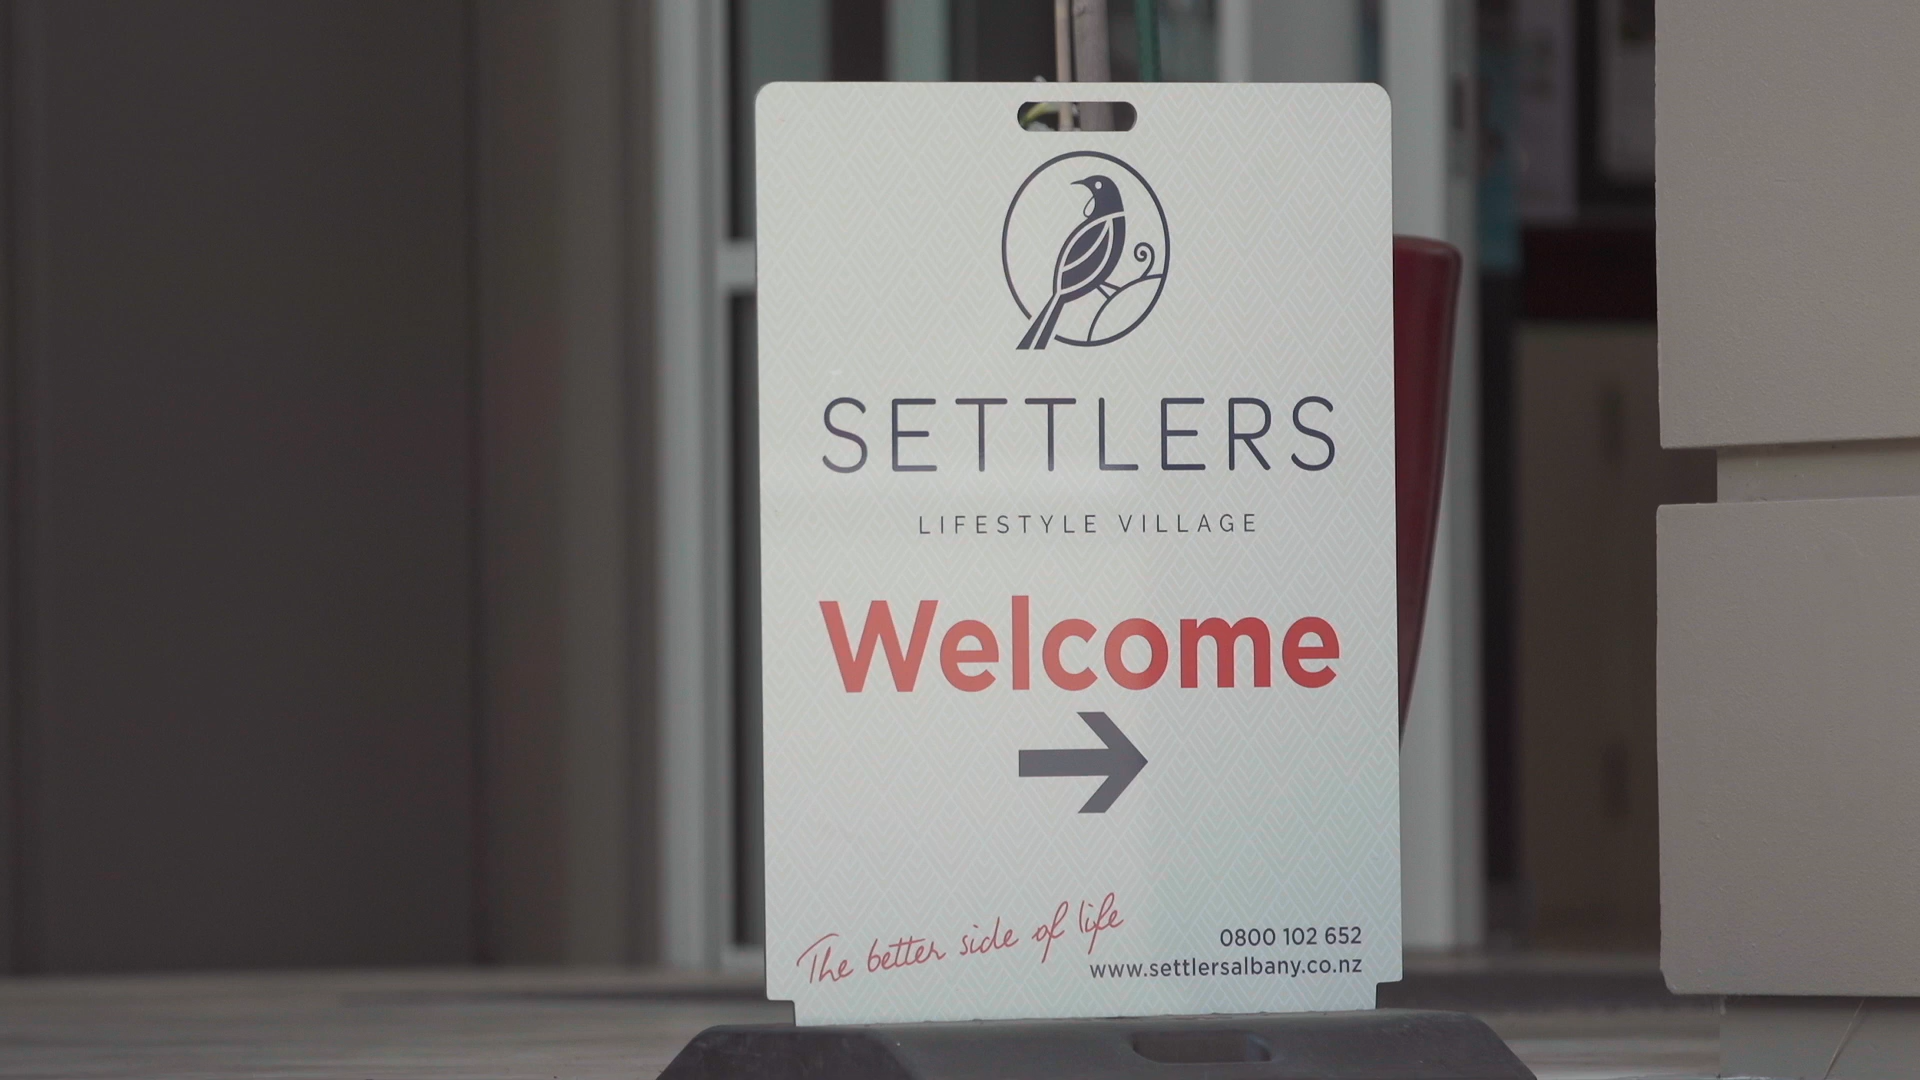 SETTLERS
LIFESTYLE VILLAGE
Welcome
The better side of life
0800 102 652
www.settlersalbany.co.nz